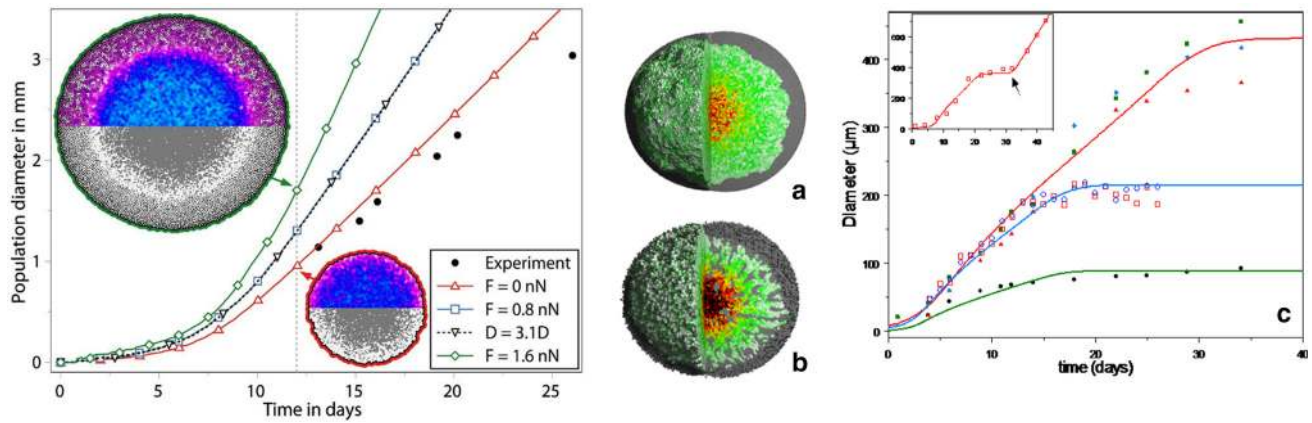 Population diameter in mm
3
2
1
0
0 5 10 15 20 25
Time in days
Experiment
F = 0 nN
F = 0.8 nN
D = 3.1D
F = 1.6 nN
a
b
Diameter (µm)
400
300
200
100
0
0 10 20 30 40
time (days)
600
400
200
0
0 10 20 30 40
c